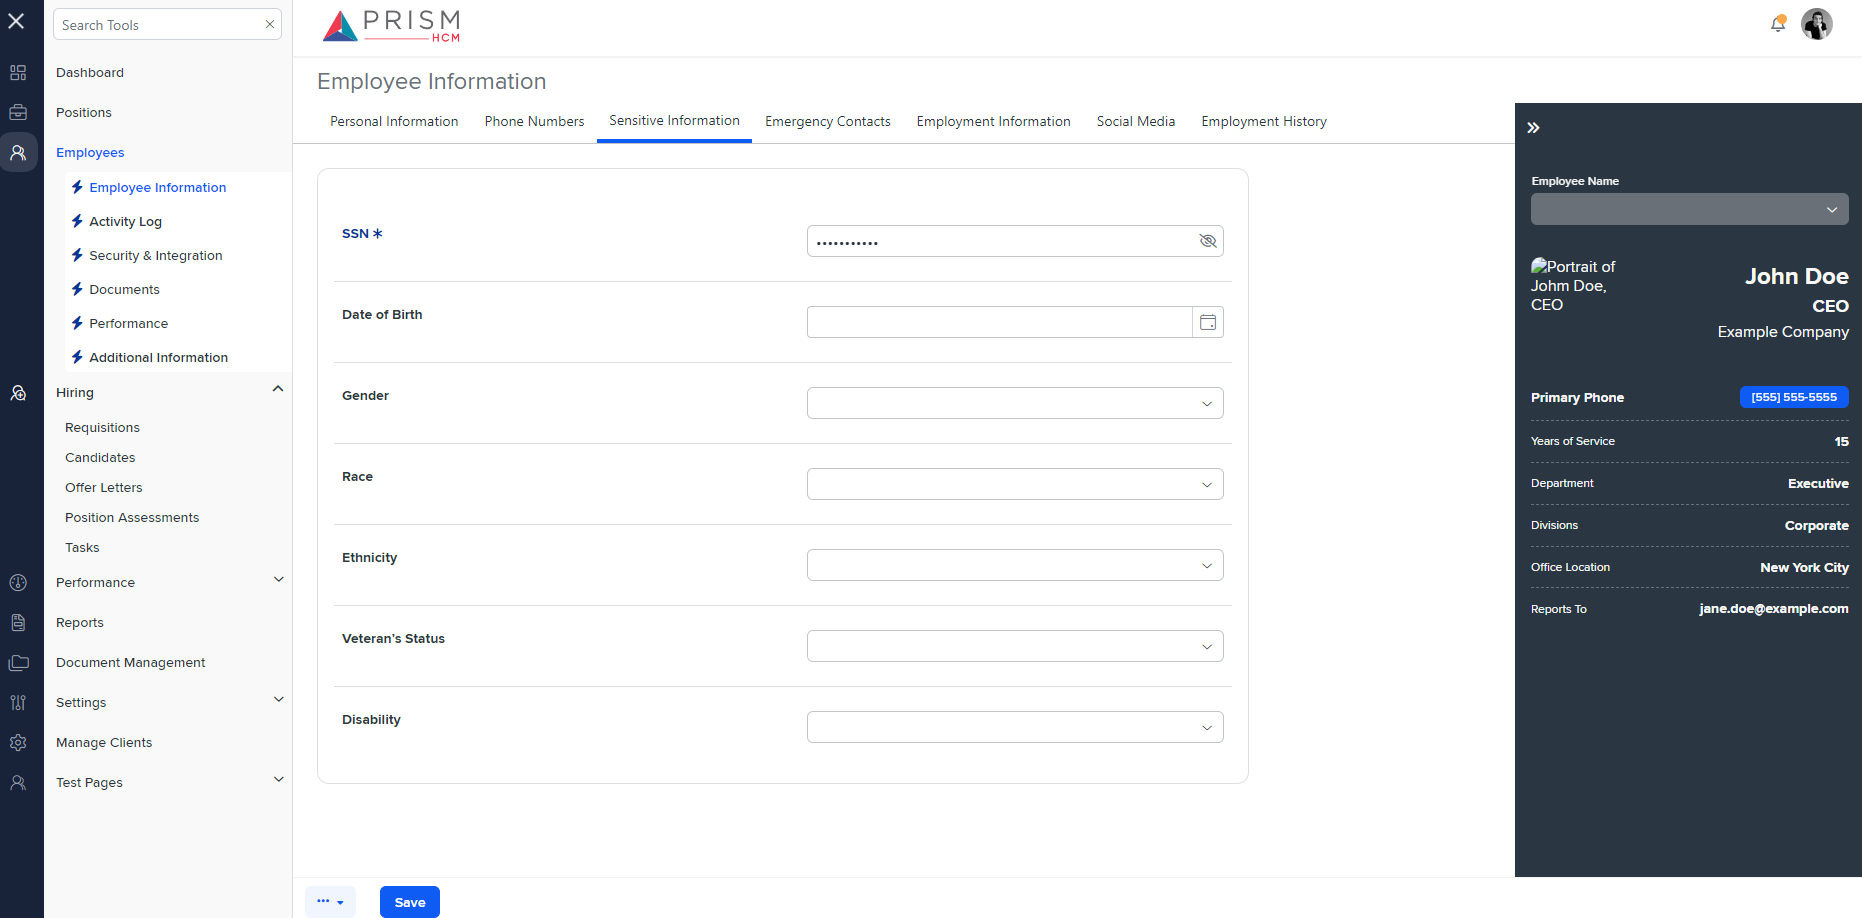 Search Tools
Dashboard
Positions
Employees
Employee Information
Activity Log
Security & Integration
Documents
Performance
Additional Information
Hiring
Requisitions
Candidates
Offer Letters
Position Assessments
Tasks
Performance
Reports
Document Management
Settings
Manage Clients
Test Pages
PRISM
HCM
Employee Information
Personal Information
Phone Numbers
Sensitive Information
Emergency Contacts
Employment Information
Social Media
Employment History
SSN *
•••••••••••
Date of Birth
Gender
Race
Ethnicity
Veteran's Status
Disability
Save
Employee Name
Portrait of
Johm Doe,
CEO
John Doe
CEO
Example Company
Primary Phone [555] 555-5555
Years of Service 15
Department Executive
Divisions Corporate
Office Location New York City
Reports To jane.doe@example.com